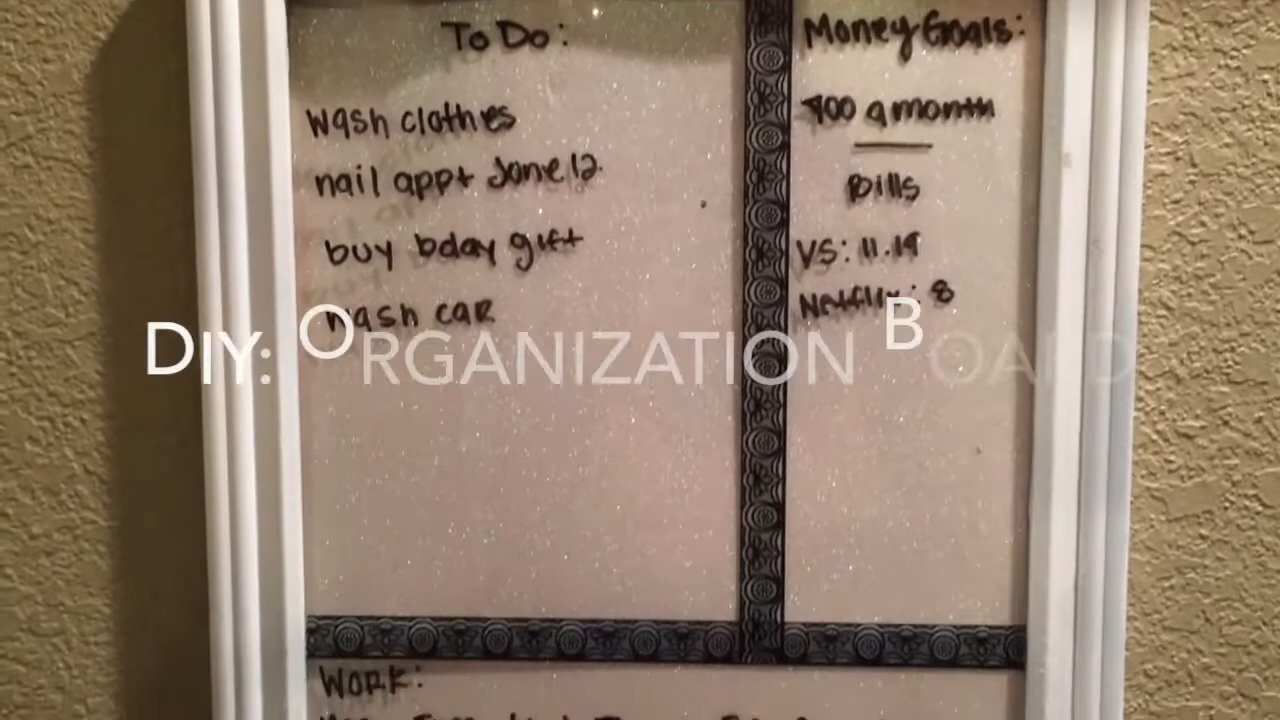 To Do:
wash clothes
nail appt June 12
buy bday gift
wash car
Money Goals:
a month
Bills
VS: 11.19
Netflix: 8
DIY: ORGANIZATION BOARD
WORK: